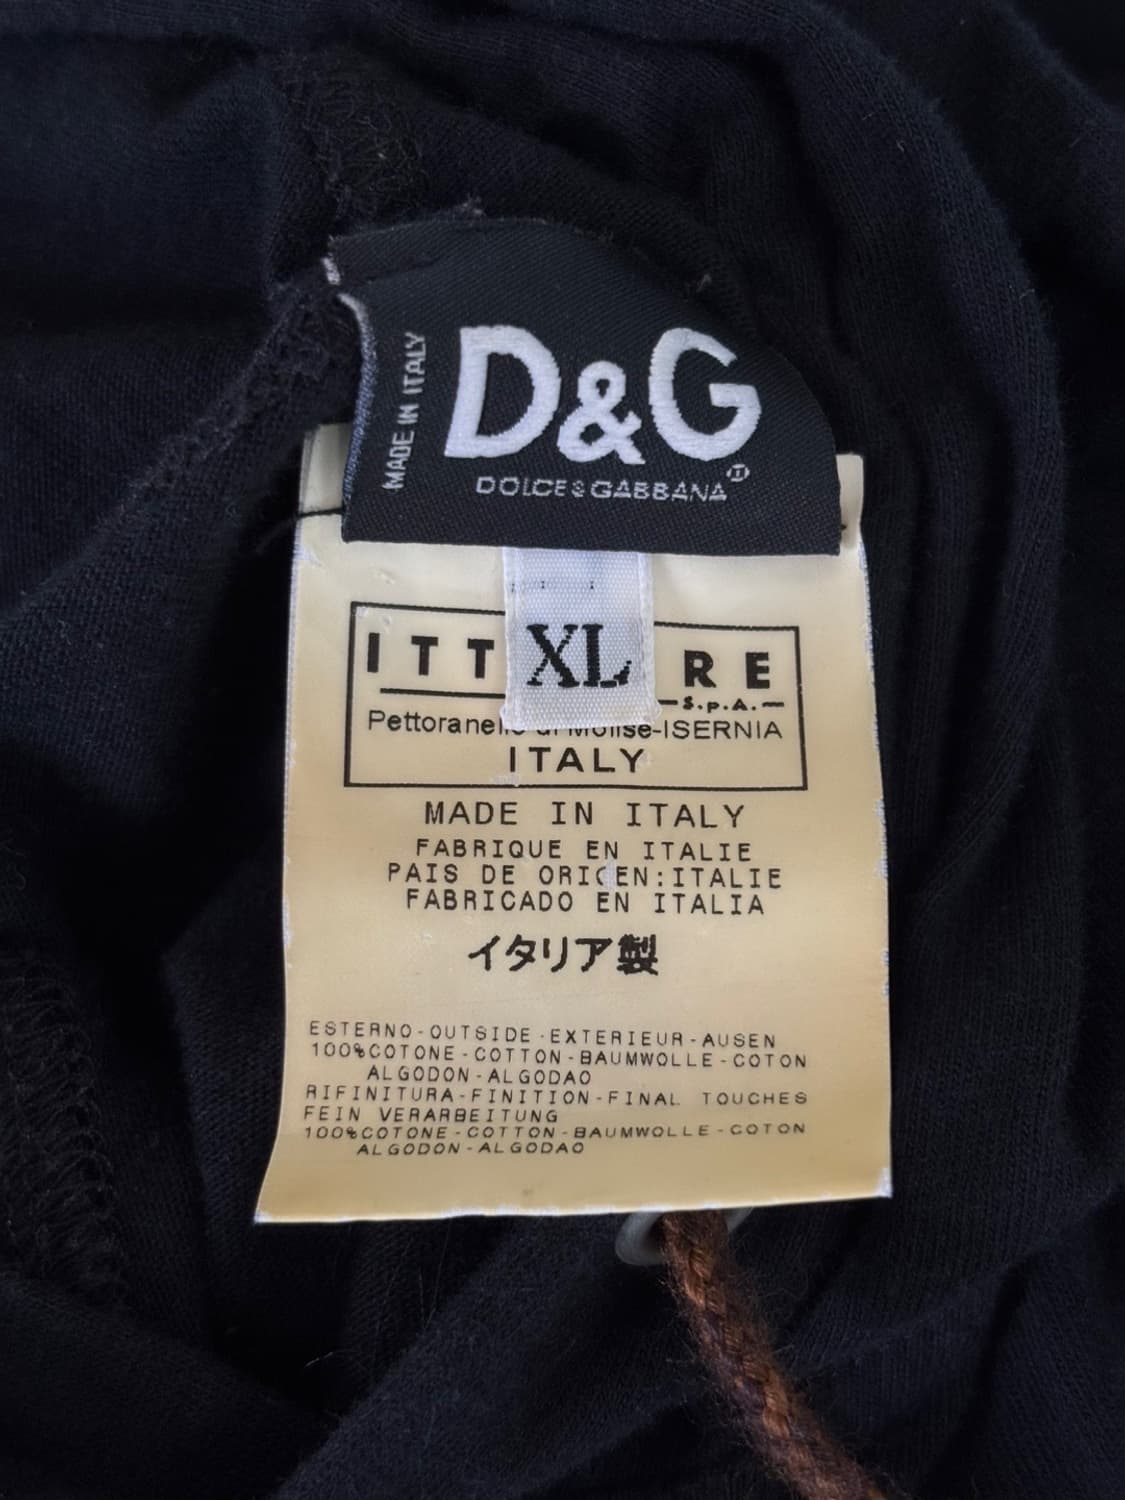 MADE IN ITALY
D&G
DOLCE&GABBANA
XL
ITT RE
S.p.A.
di Molise-ISERNIA
ITALY
MADE IN ITALY
FABRIQUE EN ITALIE
PAIS DE ORIGEN:ITALIE
FABRICADO EN ITALIA
イタリア製
ESTERNO-OUTSIDE-EXTERIEUR-AUSEN
100%COTONE-COTTON-BAUMWOLLE-COTON
ALGODON-ALGODAO
RIFINITURA-FINITION-FINAL TOUCHES
FEIN VERARBEITUNG
100%COTONE-COTTON-BAUMWOLLE-COTON
ALGODON-ALGODAO